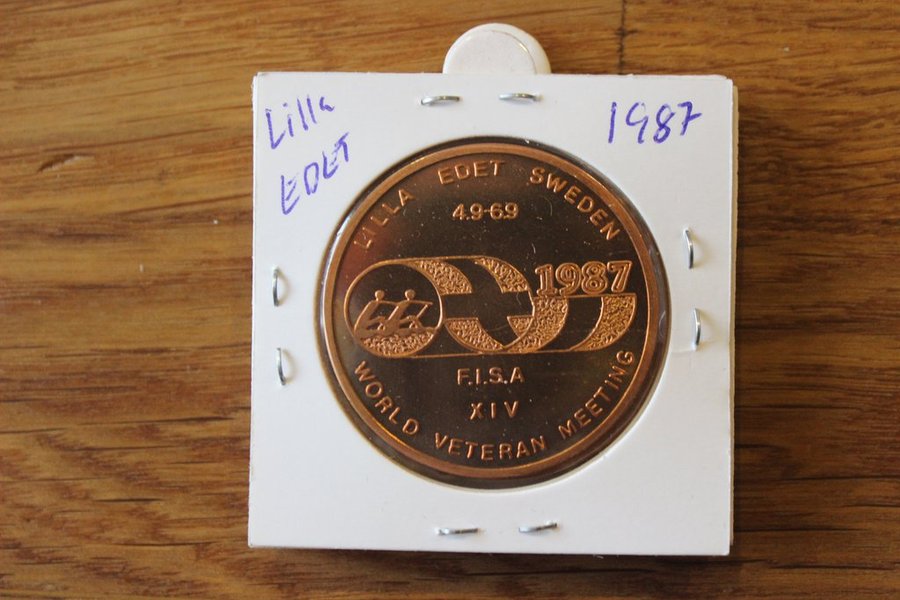 Lilla
EDET
1987
LILLA EDET SWEDEN
4.9-6.9
1987
F.I.S.A
XIV
WORLD VETERAN MEETING